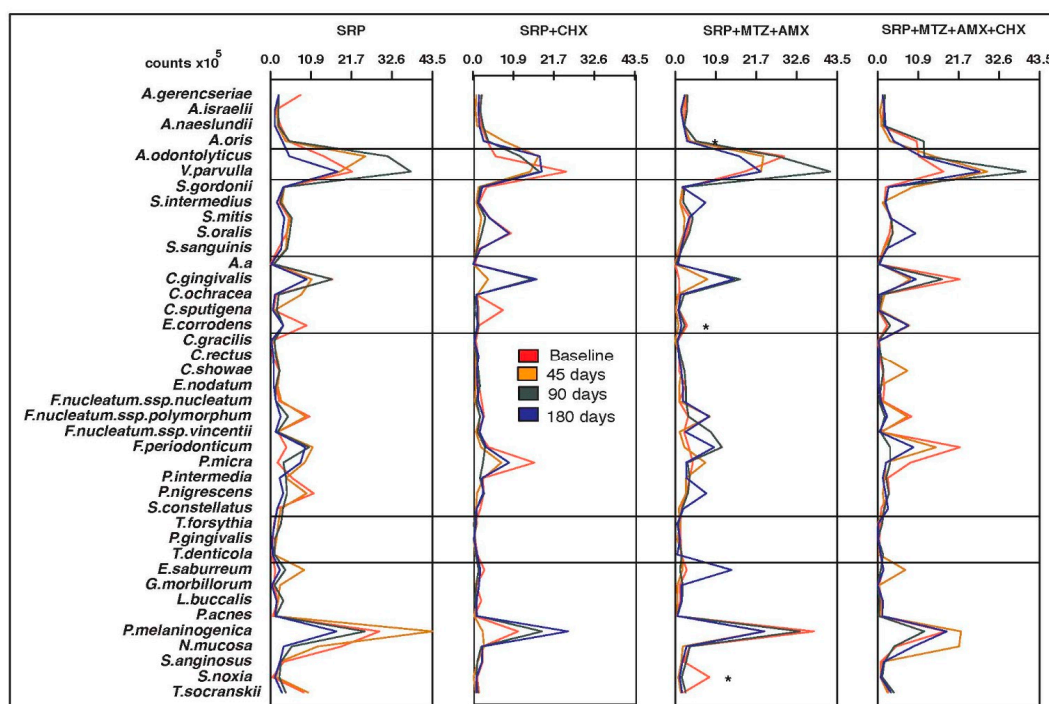 SRP SRP+CHX SRP+MTZ+AMX SRP+MTZ+AMX+CHX
counts x10⁵ 0.0 10.9 21.7 32.6 43.5 0.0 10.9 21.7 32.6 43.5 0.0 10.9 21.7 32.6 43.5 0.0 10.9 21.7 32.6 43.5
A.gerencseriae
A.israelii
A.naeslundii
A.oris *
A.odontolyticus
V.parvulla
S.gordonii
S.intermedius
S.mitis
S.oralis
S.sanguinis
A.a
C.gingivalis
C.ochracea
C.sputigena
E.corrodens *
C.gracilis
C.rectus
C.showae
E.nodatum
F.nucleatum.ssp.nucleatum
F.nucleatum.ssp.polymorphum
F.nucleatum.ssp.vincentii
F.periodonticum
P.micra
P.intermedia
P.nigrescens
S.constellatus
T.forsythia
P.gingivalis
T.denticola
E.saburreum
G.morbillorum
L.buccalis
P.acnes
P.melaninogenica
N.mucosa
S.anginosus
S.noxia *
T.socranskii
Baseline
45 days
90 days
180 days